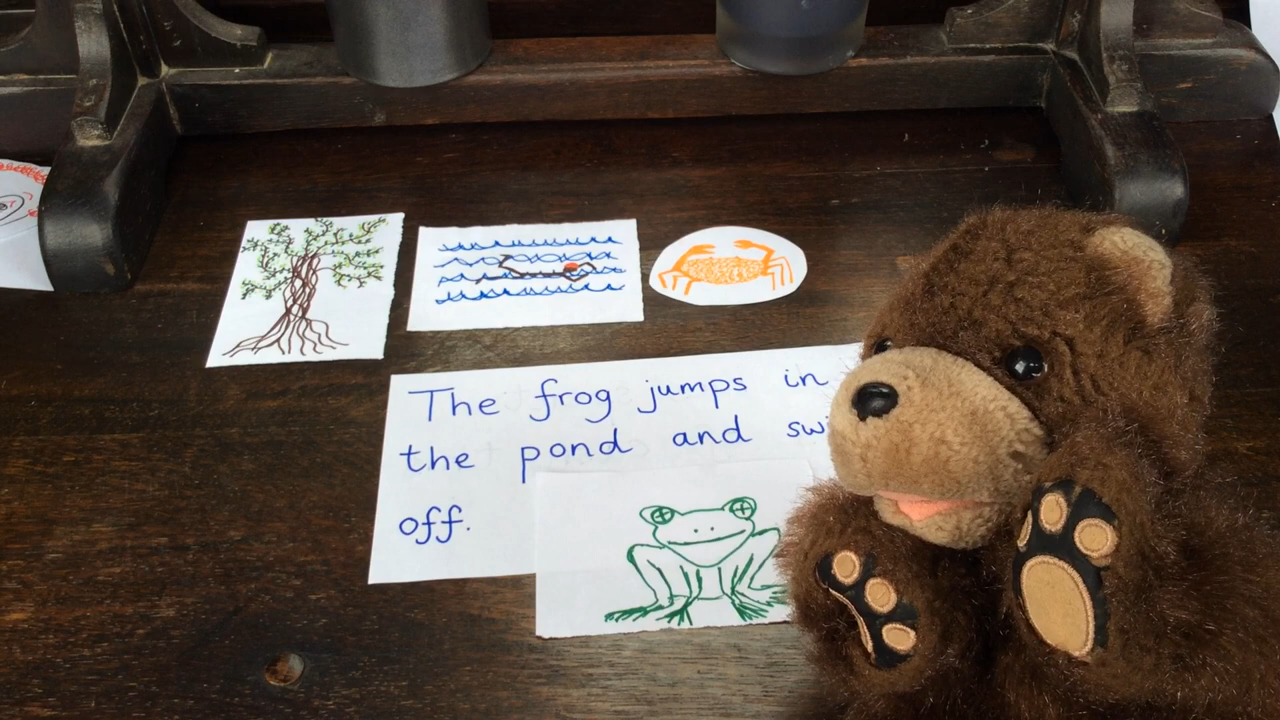 The frog jumps in
the pond and
off.